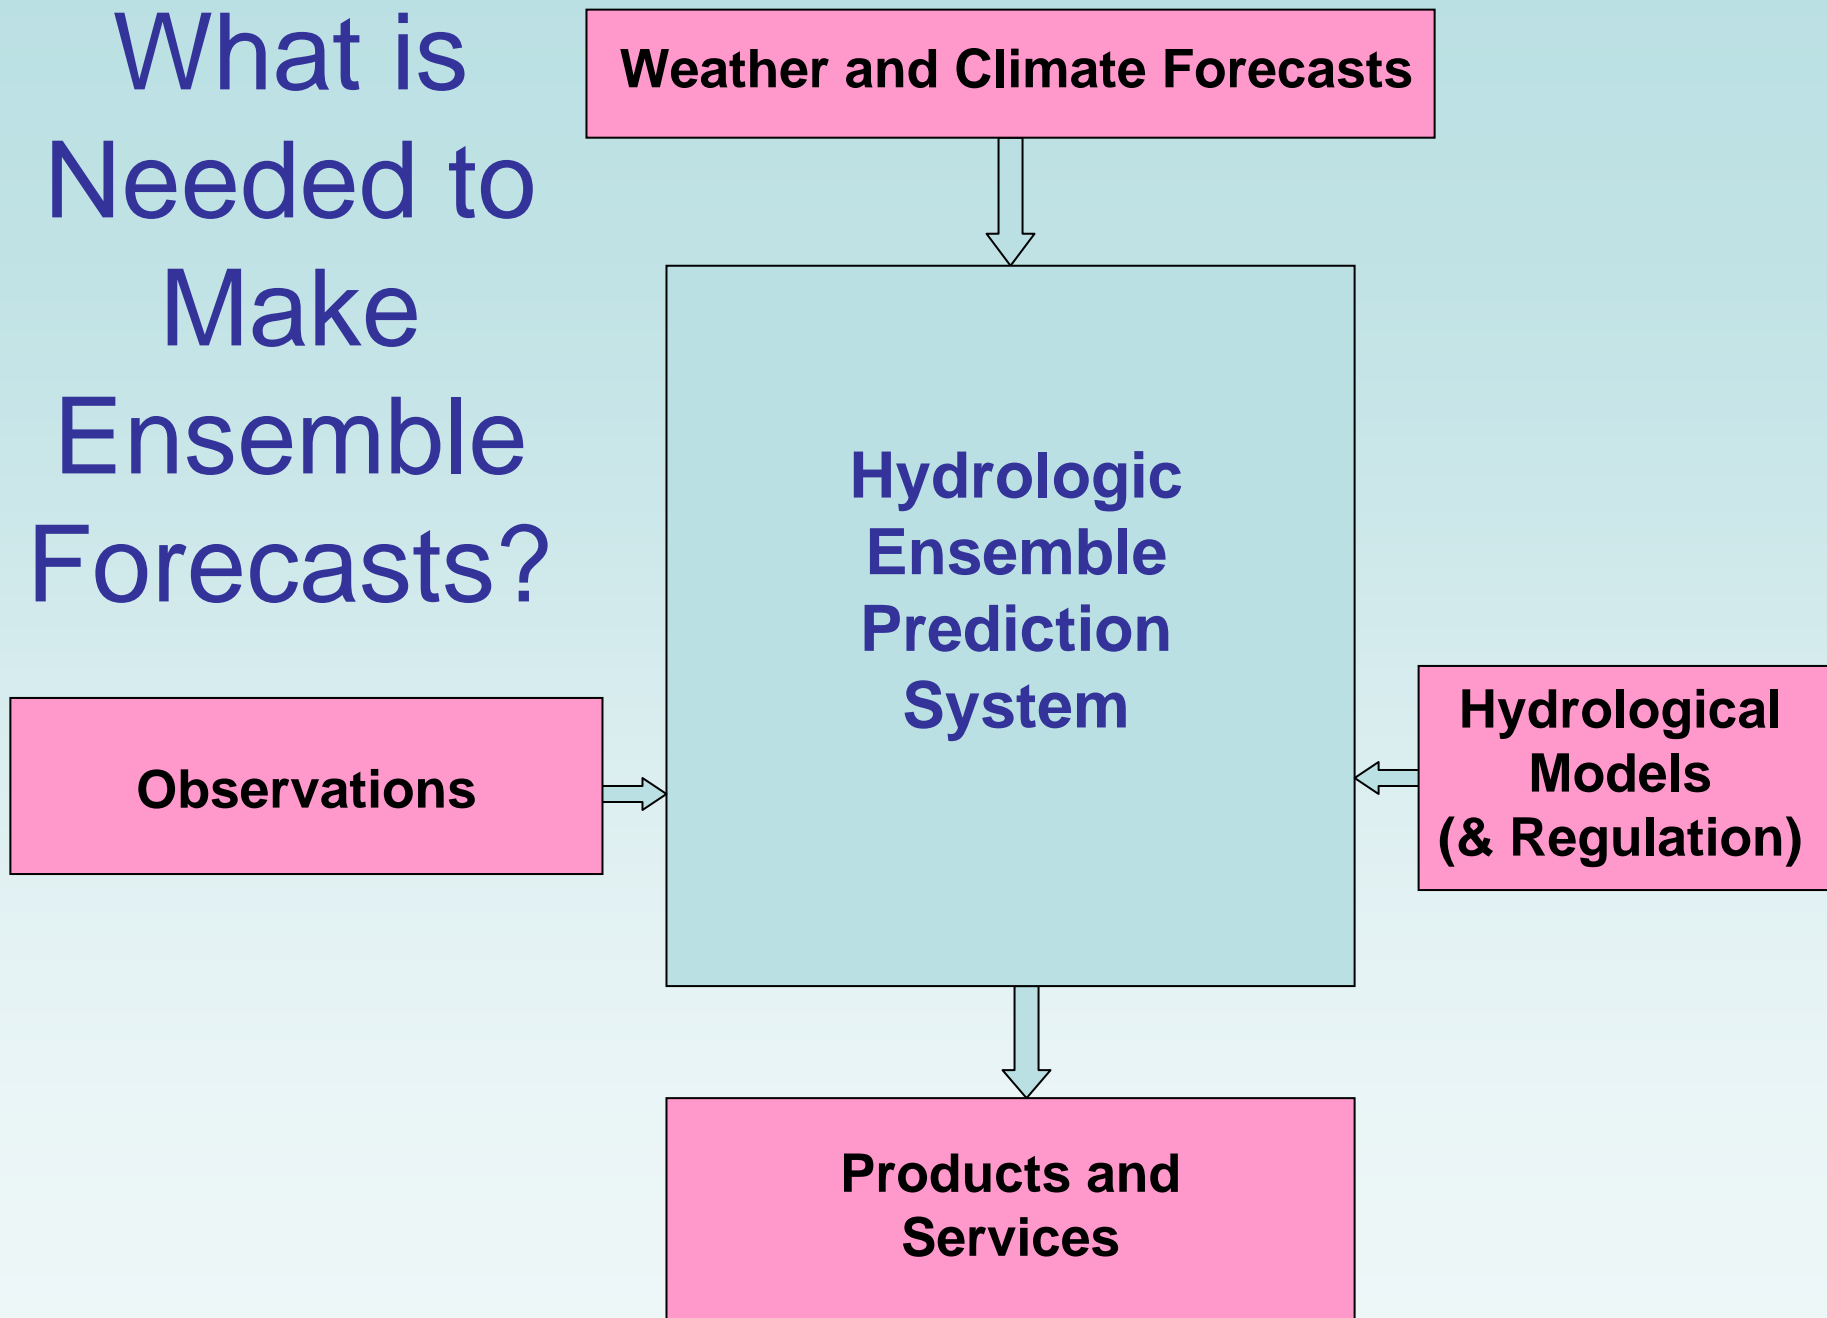 What is
Needed to
Make
Ensemble
Forecasts?
Weather and Climate Forecasts
Hydrologic
Ensemble
Prediction
System
Observations
Hydrological
Models
(& Regulation)
Products and
Services